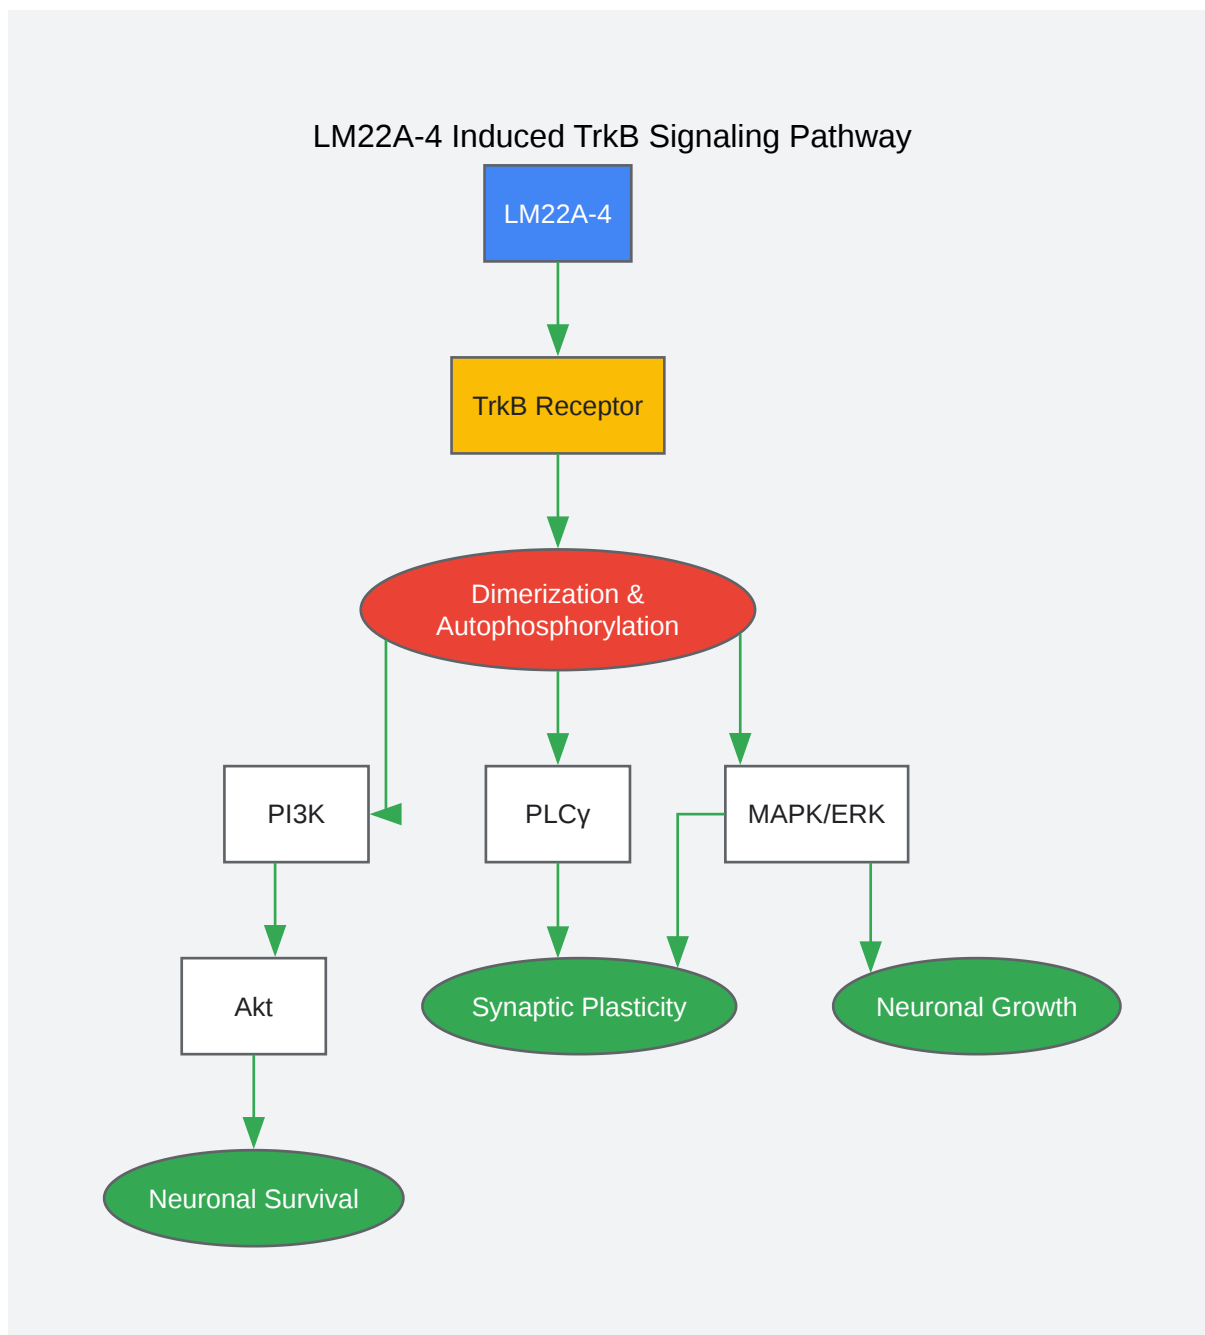 LM22A-4 Induced TrkB Signaling Pathway
LM22A-4
TrkB Receptor
Dimerization &
Autophosphorylation
PI3K
PLCγ
MAPK/ERK
Akt
Synaptic Plasticity
Neuronal Growth
Neuronal Survival